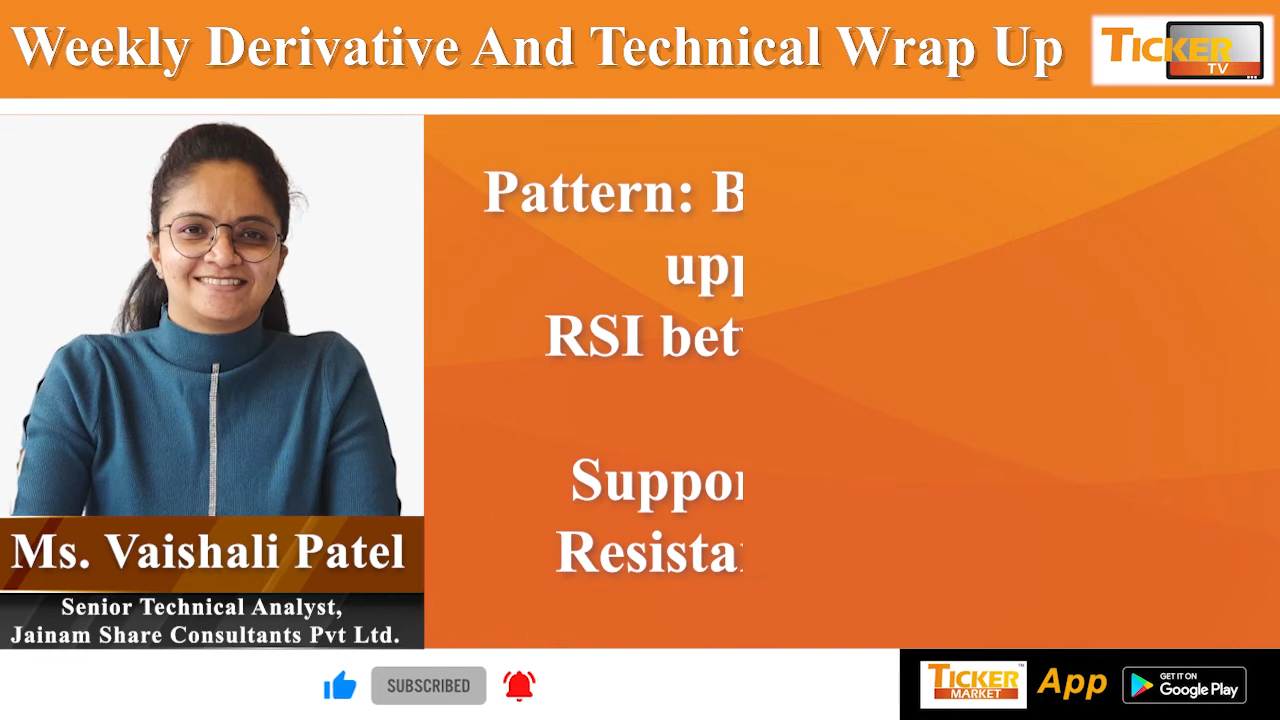 Weekly Derivative And Technical Wrap Up
TICKER
TV
Pattern: B
upp
RSI bet
Suppor
Resista
Ms. Vaishali Patel
Senior Technical Analyst,
Jainam Share Consultants Pvt Ltd.
SUBSCRIBED
TICKER
MARKET
App
GET IT ON
Google Play